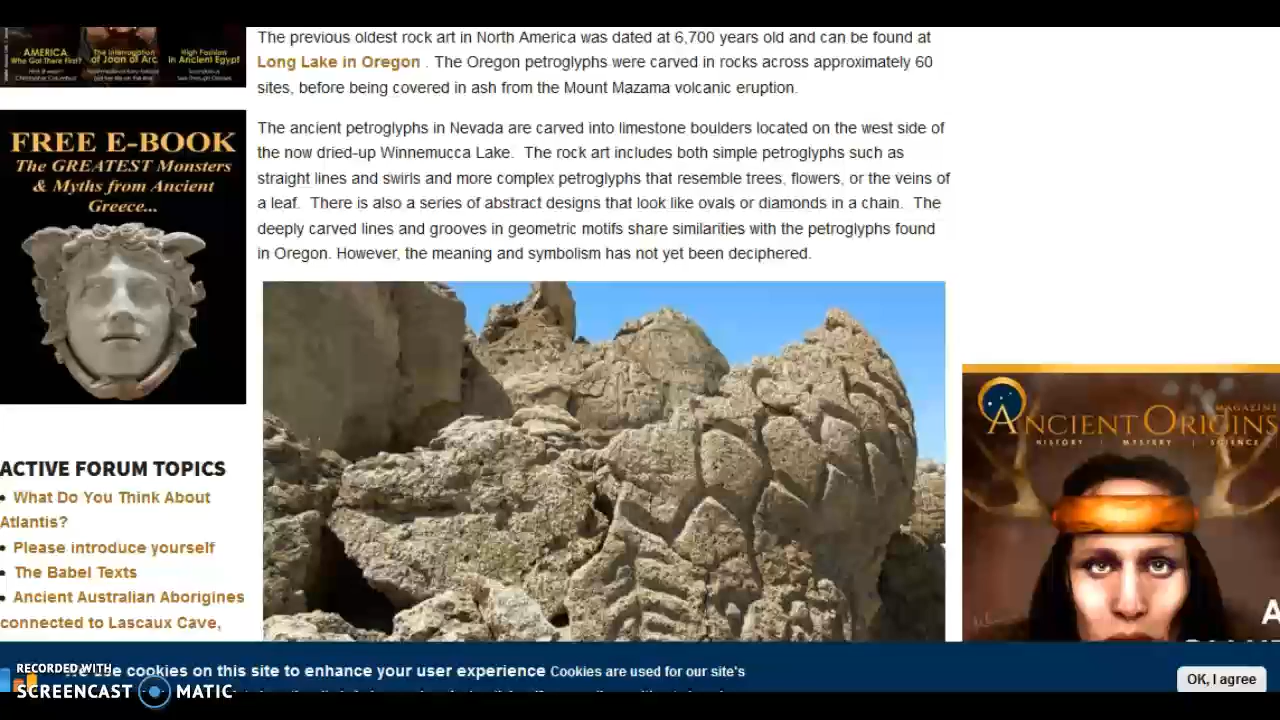 AMERICA
Who Got There First?
The Interrogation
of Joan of Arc
High Fashion
in Ancient Egypt
The previous oldest rock art in North America was dated at 6,700 years old and can be found at
Long Lake in Oregon . The Oregon petroglyphs were carved in rocks across approximately 60
sites, before being covered in ash from the Mount Mazama volcanic eruption.
FREE E-BOOK
The GREATEST Monsters
& Myths from Ancient
Greece...
The ancient petroglyphs in Nevada are carved into limestone boulders located on the west side of
the now dried-up Winnemucca Lake. The rock art includes both simple petroglyphs such as
straight lines and swirls and more complex petroglyphs that resemble trees, flowers, or the veins of
a leaf. There is also a series of abstract designs that look like ovals or diamonds in a chain. The
deeply carved lines and grooves in geometric motifs share similarities with the petroglyphs found
in Oregon. However, the meaning and symbolism has not yet been deciphered.
ACTIVE FORUM TOPICS
• What Do You Think About
Atlantis?
• Please introduce yourself
• The Babel Texts
• Ancient Australian Aborigines
connected to Lascaux Cave,
MAGAZINE
ANCIENT ORIGINS
HISTORY | MYSTERY | SCIENCE
A
cookies on this site to enhance your user experience Cookies are used for our site's
OK, I agree
RECORDED WITH
SCREENCAST MATIC